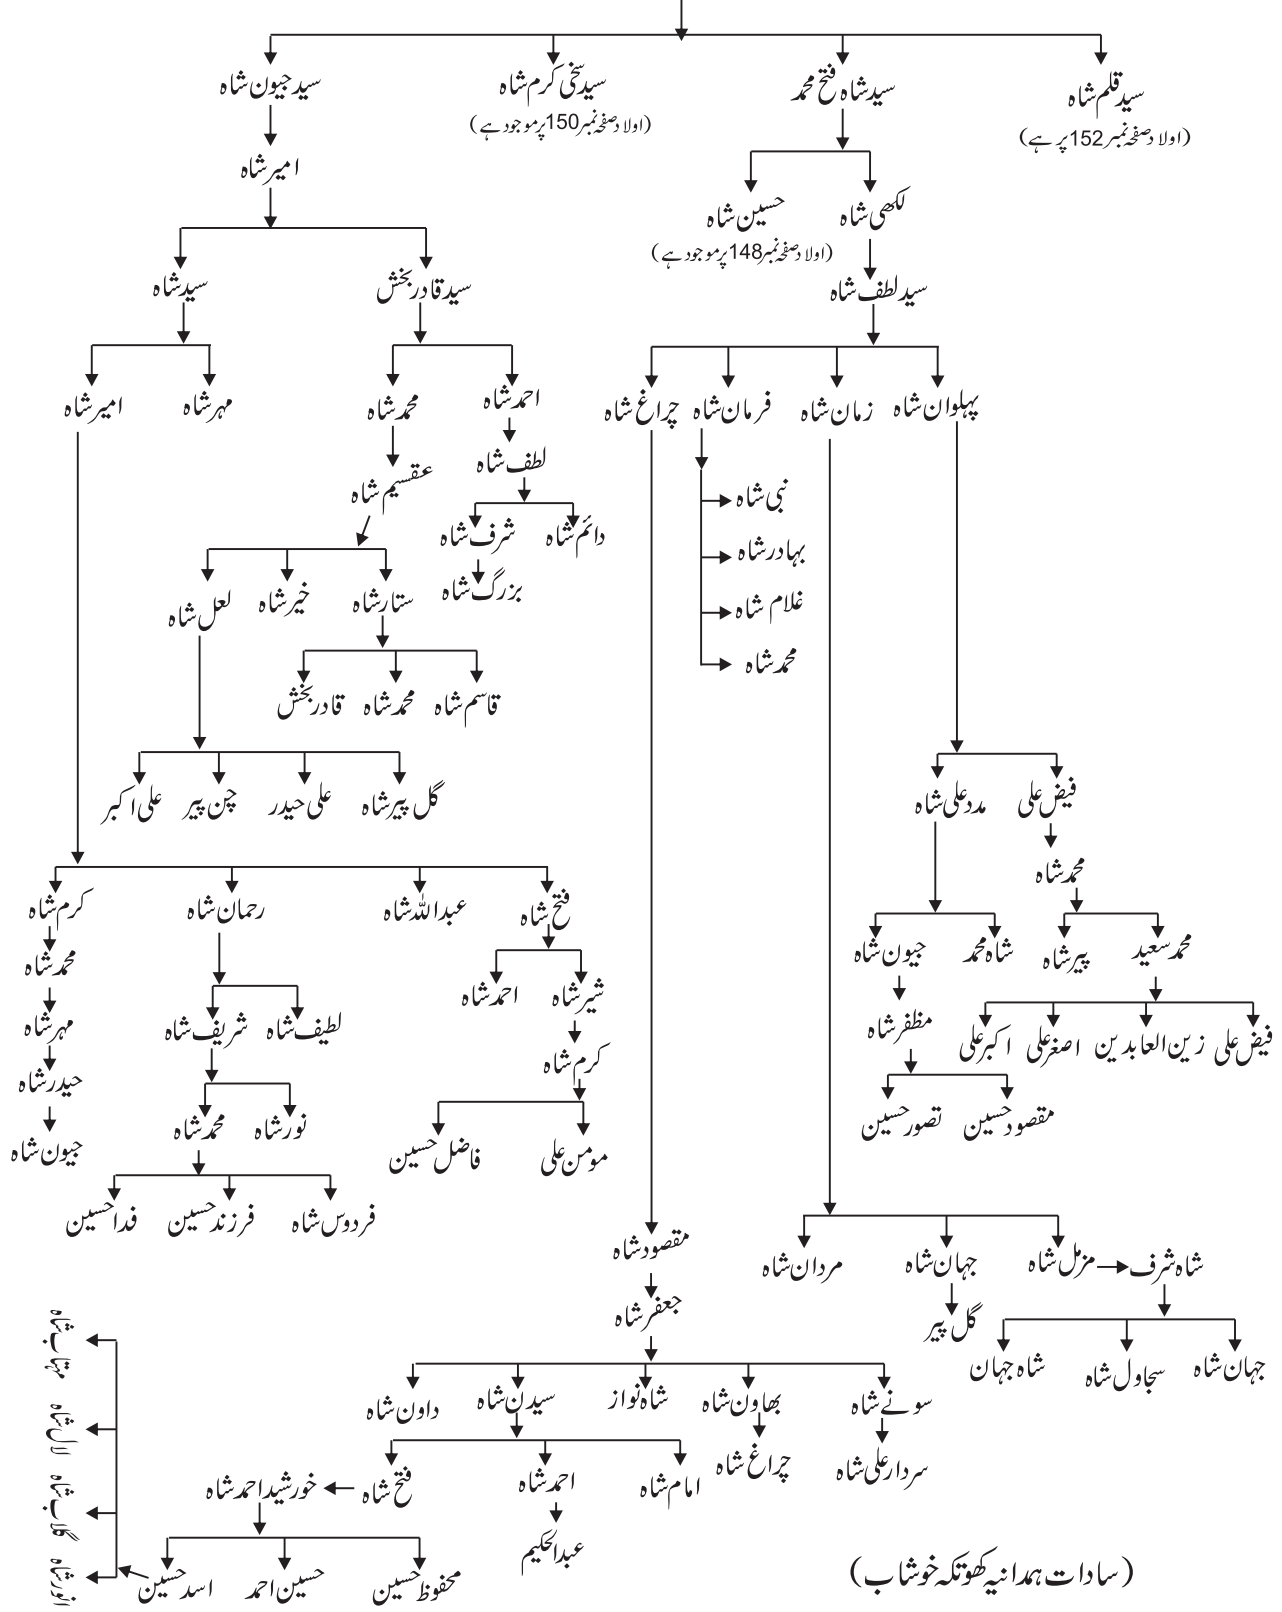 سید قلم شاہ سید شاہ فتح محمد سید سخی کرم شاہ سید جیون شاہ
(اولاد صفحہ نمبر 152 پر ہے) (اولاد صفحہ نمبر 150 پر موجود ہے)
امیر شاہ
لکھی شاہ حسین شاہ
(اولاد صفحہ نمبر 148 پر موجود ہے)
سید لطف شاہ سید قادر بخش سید شاہ
پہلوان شاہ زمان شاہ فرمان شاہ چراغ شاہ احمد شاہ محمد شاہ مہر شاہ امیر شاہ
لطف شاہ
نبی شاہ عقسیم شاہ
دائم شاہ شرف شاہ
بہادر شاہ
بزرگ شاہ
غلام شاہ ستار شاہ خیر شاہ لعل شاہ
محمد شاہ
قاسم شاہ محمد شاہ قادر بخش
فیض علی مدد علی شاہ گل پیر شاہ علی حیدر چن پیر علی اکبر
محمد شاہ
فتح شاہ عبداللہ شاہ رحمان شاہ کرم شاہ
محمد سعید پیر شاہ شاہ محمد جیون شاہ
محمد شاہ
شیر شاہ احمد شاہ
مظفر شاہ لطیف شاہ شریف شاہ مہر شاہ
فیض علی زین العابدین اصغر علی اکبر علی
کرم شاہ حیدر شاہ
مقصود حسین تصور حسین نور شاہ محمد شاہ
مومن علی فاضل حسین جیون شاہ
فردوس شاہ فرزند حسین فدا حسین
مقصود شاہ
شاہ شرف مزمل شاہ جہان شاہ مردان شاہ
جعفر شاہ
گل پیر
جہان شاہ سجاول شاہ شاہ جہان
مہتاب شاہ
سونے شاہ بھاون شاہ شاہ نواز سیدن شاہ داون شاہ
لال شاہ
سردار علی شاہ چراغ شاہ
امام شاہ احمد شاہ فتح شاہ خورشید احمد شاہ
گلاب شاہ
عبدالحکیم
محفوظ حسین حسین احمد اسد حسین
انور شاہ
(سادات ہمدانیہ کھوتکہ خوشاب)